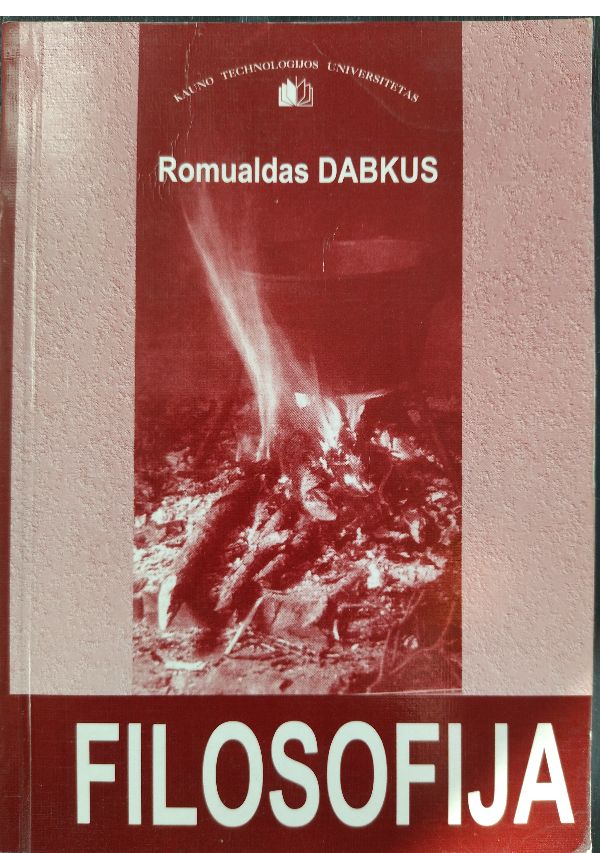 KAUNO TECHNOLOGIJOS UNIVERSITETAS
Romualdas DABKUS
FILOSOFIJA